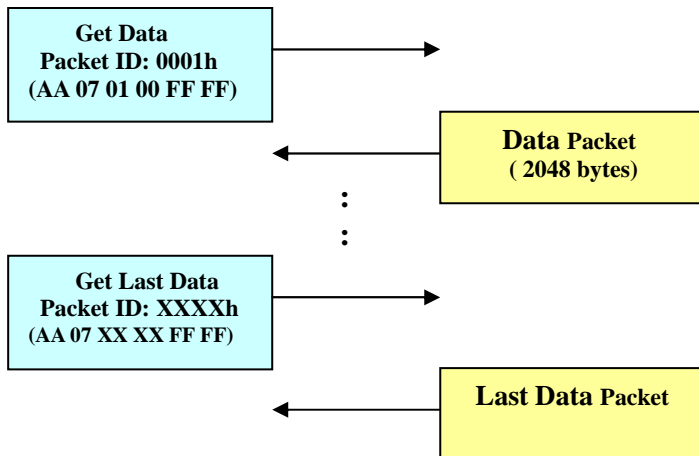 Get Data
Packet ID: 0001h
(AA 07 01 00 FF FF)
Data Packet
( 2048 bytes)
:
:
Get Last Data
Packet ID: XXXXh
(AA 07 XX XX FF FF)
Last Data Packet